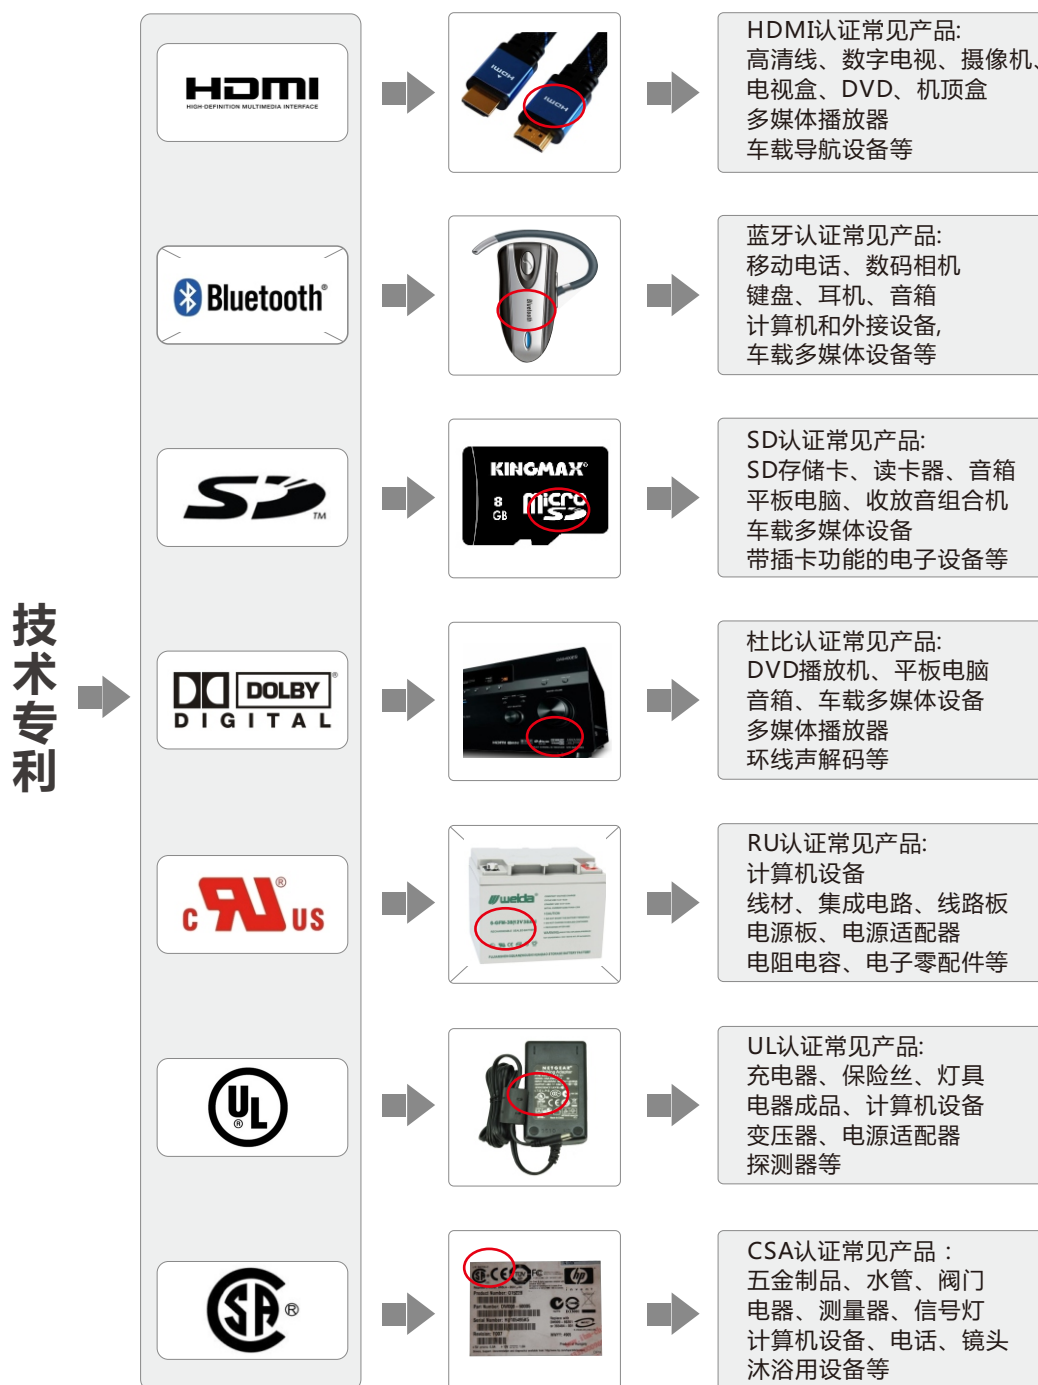 技术专利
HDMI
HIGH-DEFINITION MULTIMEDIA INTERFACE
HDMI
HDMI
HDMI认证常见产品:
高清线、数字电视、摄像机、
电视盒、DVD、机顶盒
多媒体播放器
车载导航设备等
Bluetooth®
Bluetooth
蓝牙认证常见产品:
移动电话、数码相机
键盘、耳机、音箱
计算机和外接设备,
车载多媒体设备等
SD TM
KINGMAX®
8 GB
micro SD
SD认证常见产品:
SD存储卡、读卡器、音箱
平板电脑、收放音组合机
车载多媒体设备
带插卡功能的电子设备等
DOLBY®
DIGITAL
杜比认证常见产品:
DVD播放机、平板电脑
音箱、车载多媒体设备
多媒体播放器
环线声解码等
c RU® US
welda
RU认证常见产品:
计算机设备
线材、集成电路、线路板
电源板、电源适配器
电阻电容、电子零配件等
UL®
NETGEAR
UL认证常见产品:
充电器、保险丝、灯具
电器成品、计算机设备
变压器、电源适配器
探测器等
SA®
CE
FC
hp
invent
CSA认证常见产品：
五金制品、水管、阀门
电器、测量器、信号灯
计算机设备、电话、镜头
沐浴用设备等